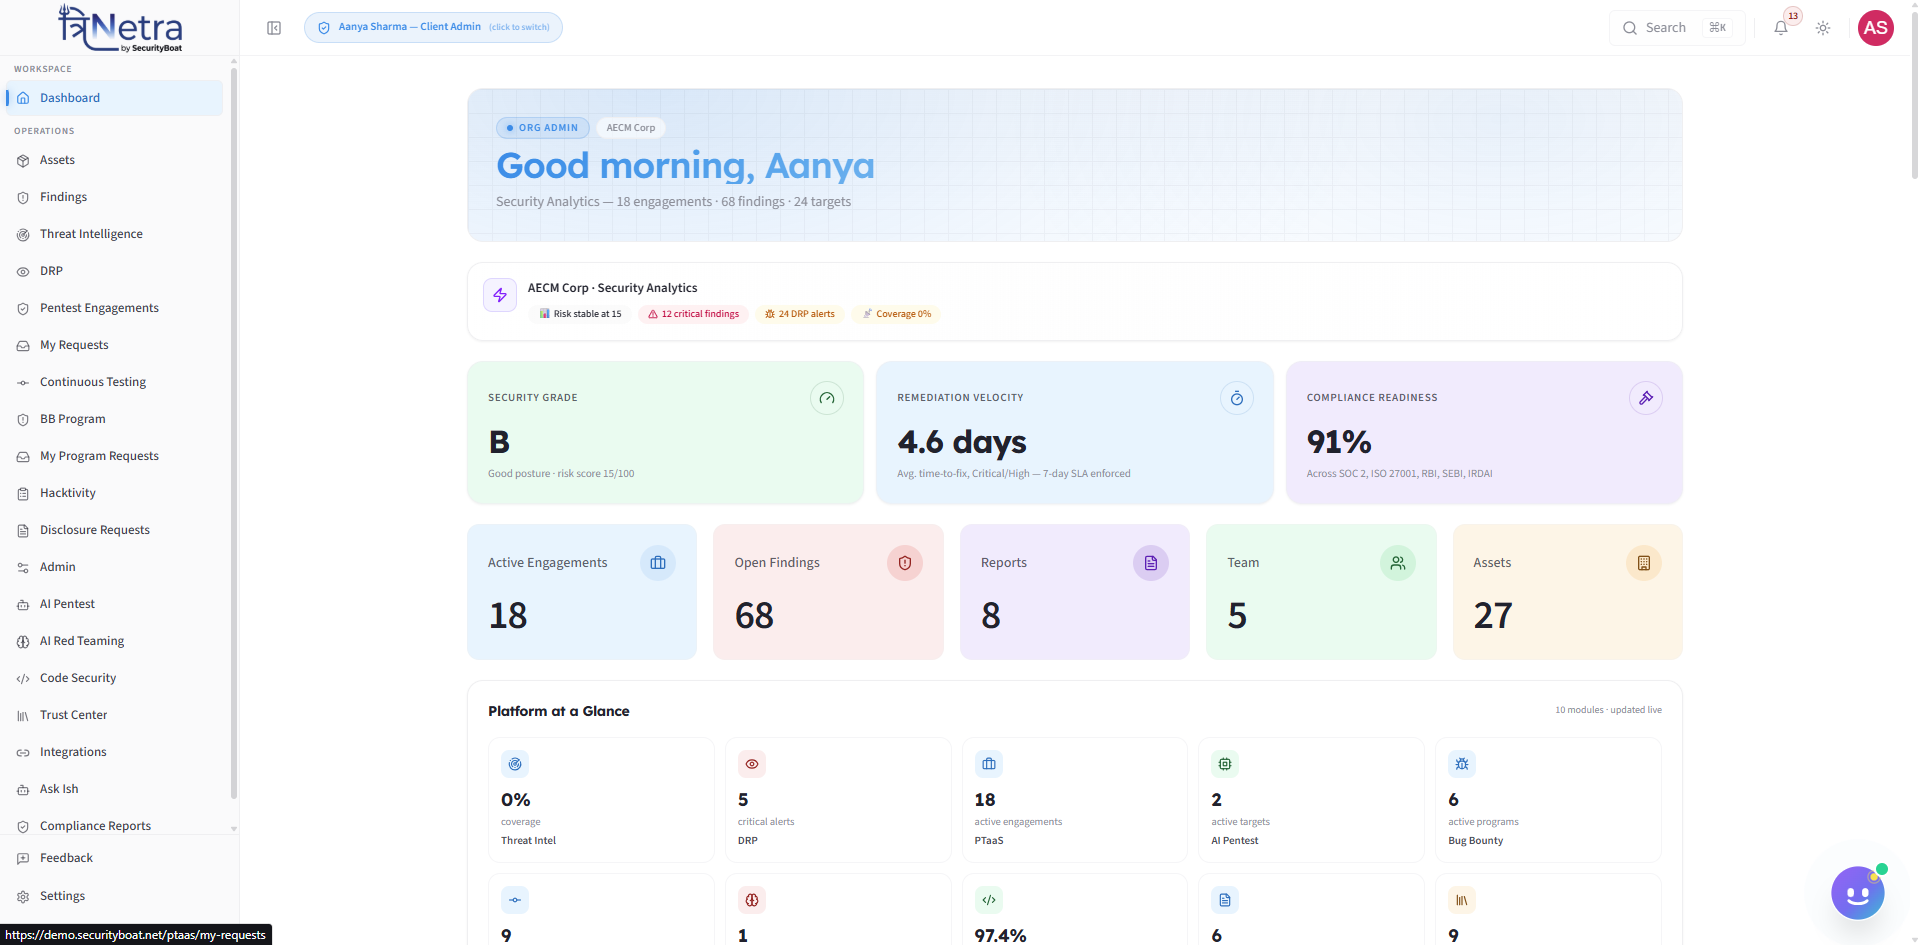 त्रिNetra
by SecurityBoat
WORKSPACE
Dashboard
OPERATIONS
Assets
Findings
Threat Intelligence
DRP
Pentest Engagements
My Requests
Continuous Testing
BB Program
My Program Requests
Hacktivity
Disclosure Requests
Admin
AI Pentest
AI Red Teaming
Code Security
Trust Center
Integrations
Ask Ish
Compliance Reports
Feedback
Settings
https://demo.securityboat.net/ptaas/my-requests
Aanya Sharma — Client Admin (click to switch)
Search ⌘K
13
AS
ORG ADMIN AECM Corp
Good morning, Aanya
Security Analytics — 18 engagements · 68 findings · 24 targets
AECM Corp · Security Analytics
Risk stable at 15 12 critical findings 24 DRP alerts Coverage 0%
SECURITY GRADE
B
Good posture · risk score 15/100
REMEDIATION VELOCITY
4.6 days
Avg. time-to-fix, Critical/High — 7-day SLA enforced
COMPLIANCE READINESS
91%
Across SOC 2, ISO 27001, RBI, SEBI, IRDAI
Active Engagements
18
Open Findings
68
Reports
8
Team
5
Assets
27
Platform at a Glance
10 modules · updated live
0%
coverage
Threat Intel
5
critical alerts
DRP
18
active engagements
PTaaS
2
active targets
AI Pentest
6
active programs
Bug Bounty
9
1
97.4%
6
9